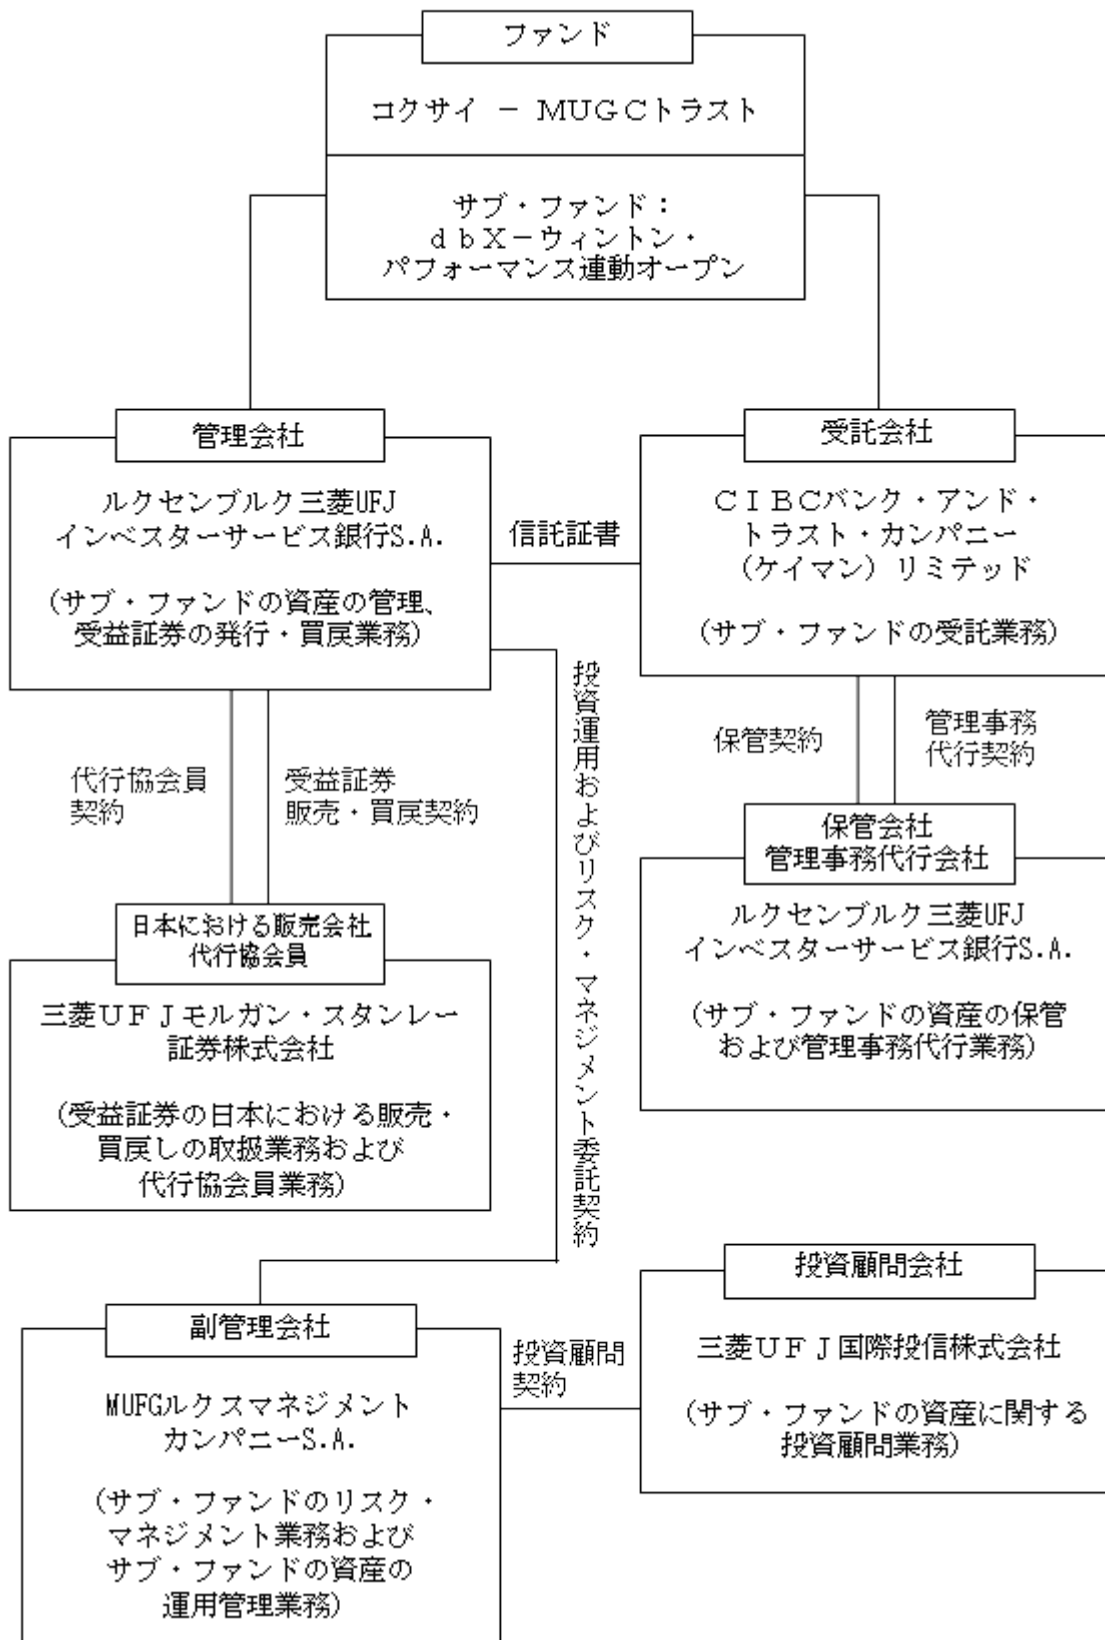 ファンド
コクサイ － ＭＵＧＣトラスト
サブ・ファンド：
ｄｂＸ－ウィントン・
パフォーマンス連動オープン
管理会社
ルクセンブルク三菱UFJ
インベスターサービス銀行S.A.
（サブ・ファンドの資産の管理、
受益証券の発行・買戻業務）
信託証書
受託会社
ＣＩＢＣバンク・アンド・
トラスト・カンパニー
（ケイマン）リミテッド
（サブ・ファンドの受託業務）
代行協会員
契約
受益証券
販売・買戻契約
投資運用およびリスク・マネジメント委託契約
保管契約
管理事務
代行契約
日本における販売会社
代行協会員
三菱ＵＦＪモルガン・スタンレー
証券株式会社
（受益証券の日本における販売・
買戻しの取扱業務および
代行協会員業務）
保管会社
管理事務代行会社
ルクセンブルク三菱UFJ
インベスターサービス銀行S.A.
（サブ・ファンドの資産の保管
および管理事務代行業務）
副管理会社
MUFGルクスマネジメント
カンパニーS.A.
（サブ・ファンドのリスク・
マネジメント業務および
サブ・ファンドの資産の
運用管理業務）
投資顧問
契約
投資顧問会社
三菱ＵＦＪ国際投信株式会社
（サブ・ファンドの資産に関する
投資顧問業務）